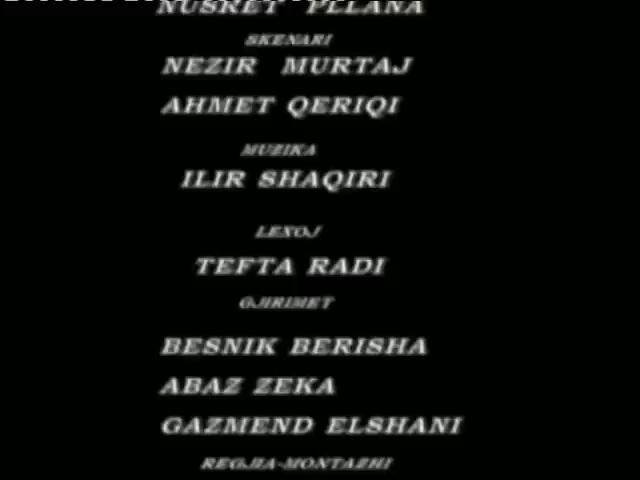 NUSRET PLLANA
SKENARI
NEZIR MURTAJ
AHMET QERIQI
MUZIKA
ILIR SHAQIRI
LEXOJ
TEFTA RADI
GJIRIMET
BESNIK BERISHA
ABAZ ZEKA
GAZMEND ELSHANI
REGJIA-MONTAZHI